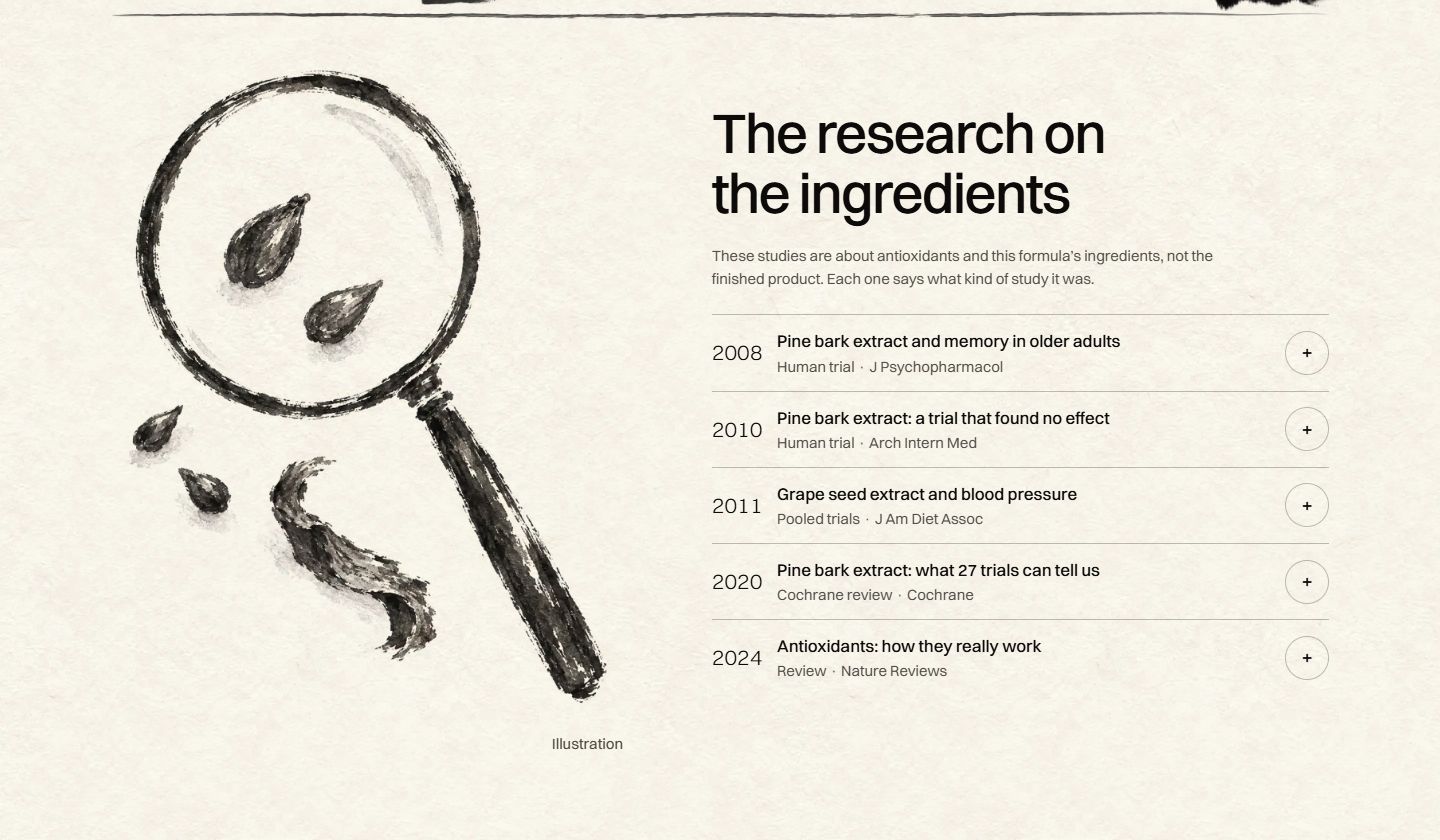 The research on
the ingredients
These studies are about antioxidants and this formula’s ingredients, not the
finished product. Each one says what kind of study it was.
2008
Pine bark extract and memory in older adults
Human trial · J Psychopharmacol
+
2010
Pine bark extract: a trial that found no effect
Human trial · Arch Intern Med
+
2011
Grape seed extract and blood pressure
Pooled trials · J Am Diet Assoc
+
2020
Pine bark extract: what 27 trials can tell us
Cochrane review · Cochrane
+
2024
Antioxidants: how they really work
Review · Nature Reviews
+
Illustration